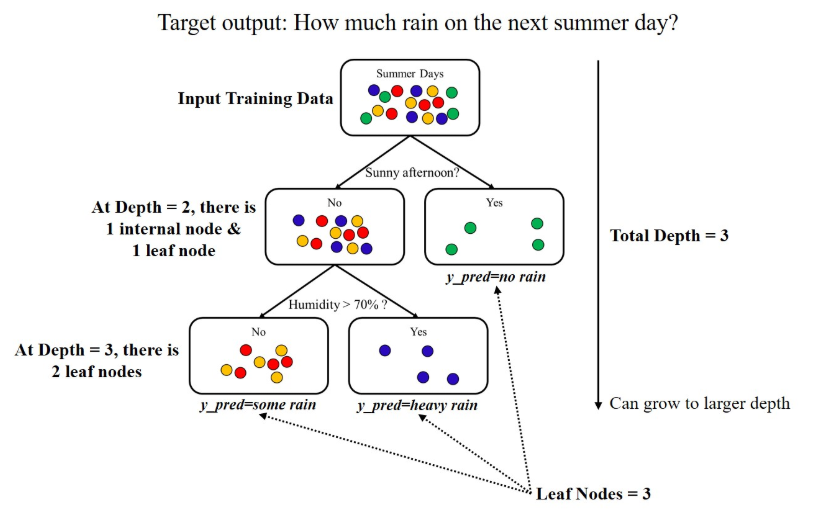 Target output: How much rain on the next summer day?
Summer Days
Input Training Data
Sunny afternoon?
At Depth = 2, there is
1 internal node &
1 leaf node
No
Yes
Total Depth = 3
y_pred=no rain
Humidity > 70% ?
At Depth = 3, there is
2 leaf nodes
No
Yes
y_pred=some rain
y_pred=heavy rain
Can grow to larger depth
Leaf Nodes = 3